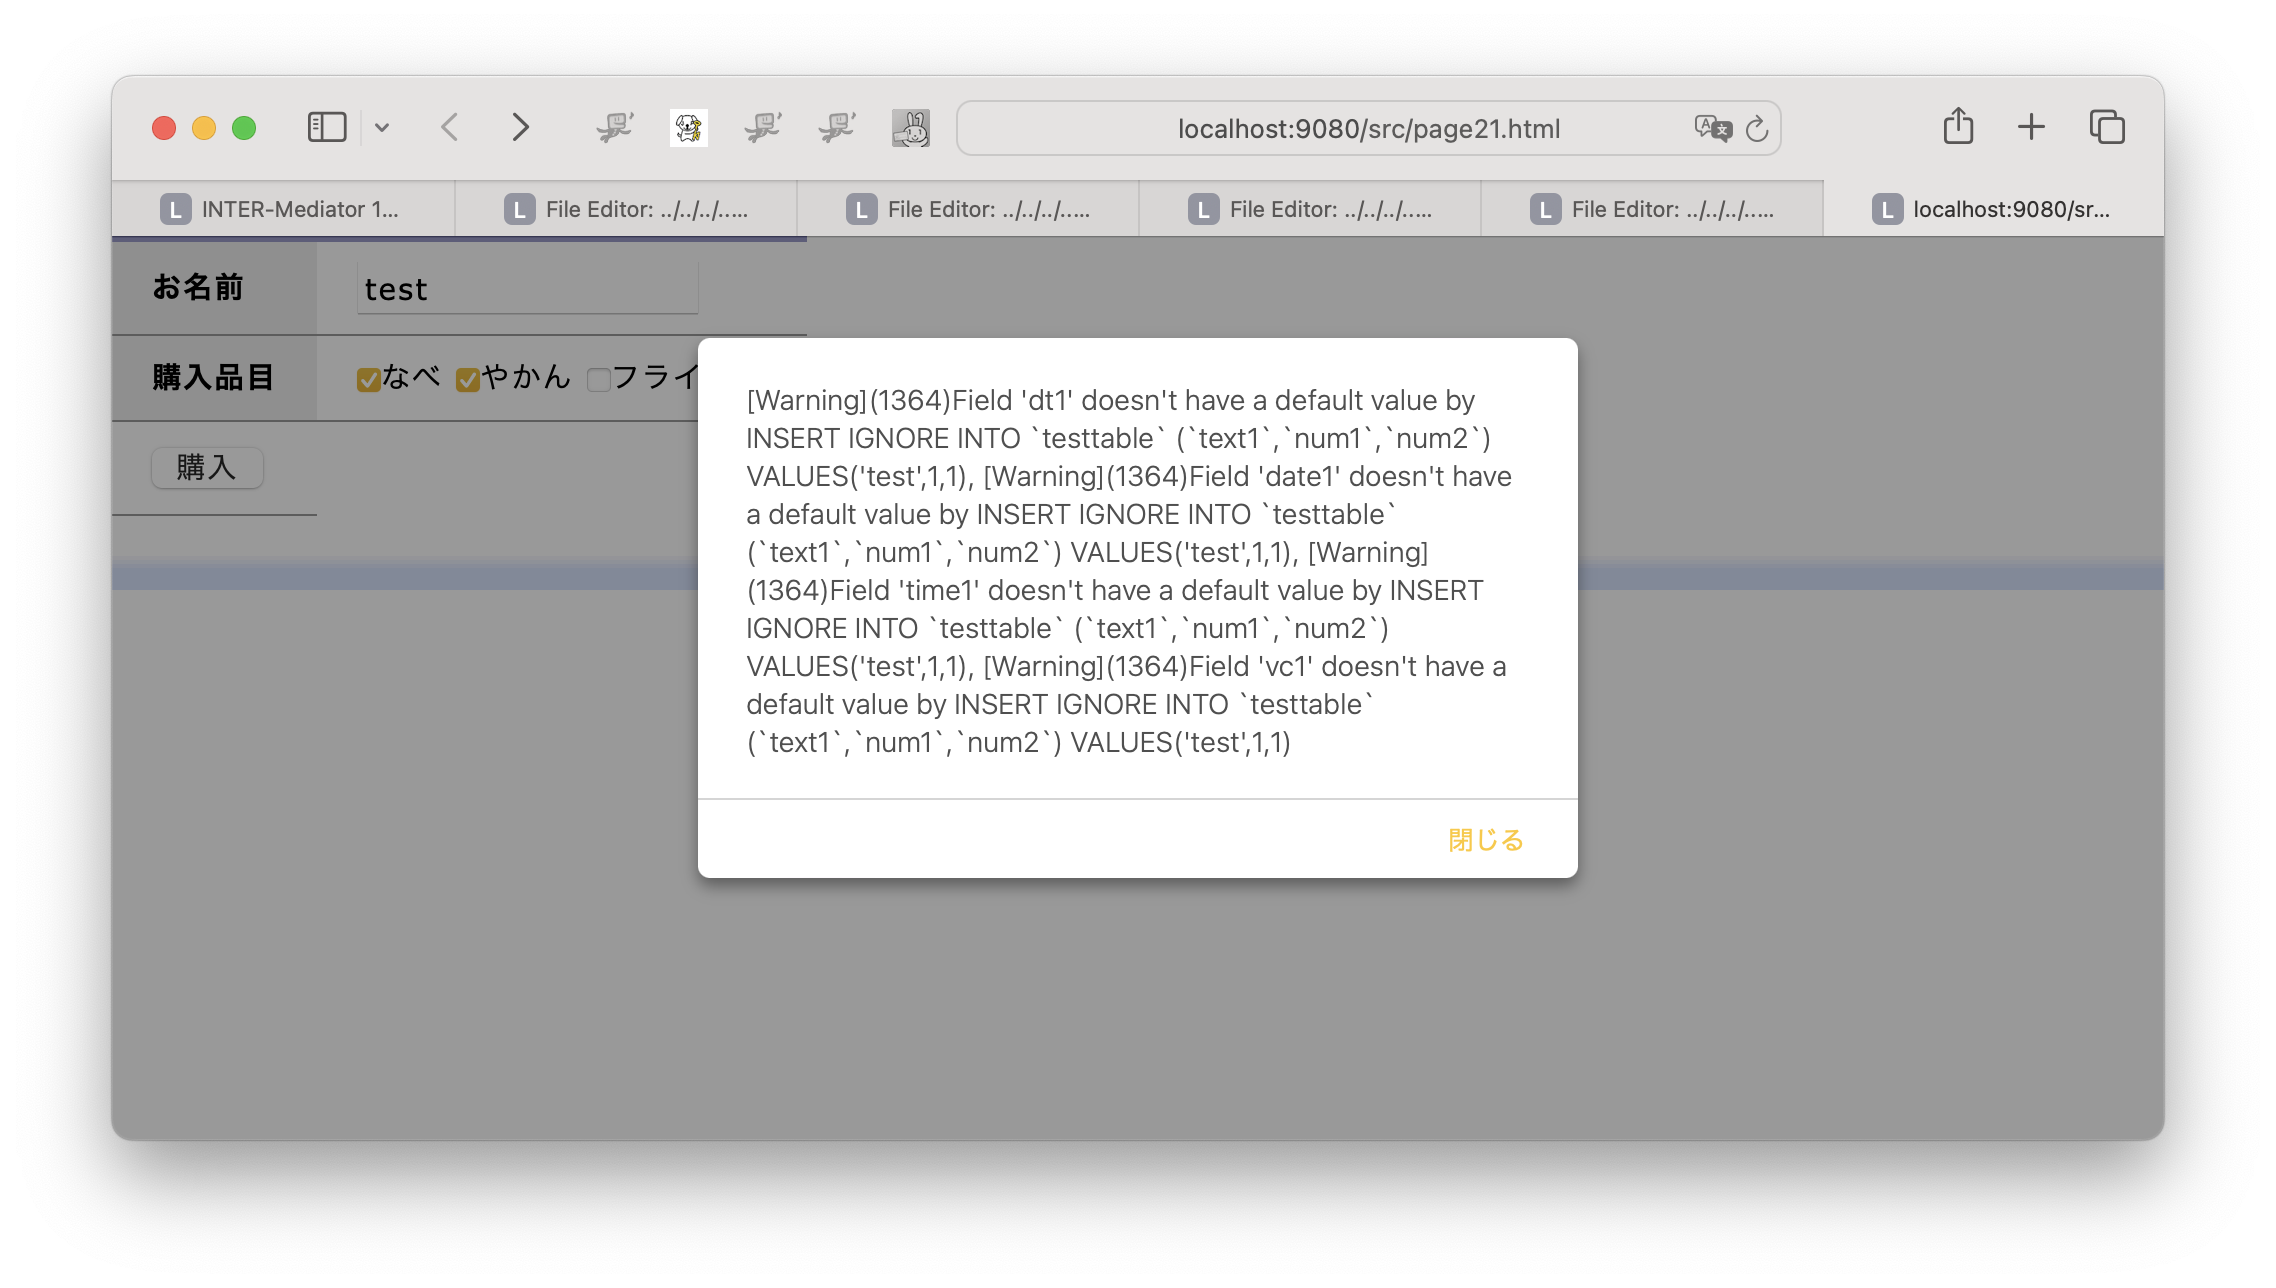 localhost:9080/src/page21.html
L INTER-Mediator 1...
L File Editor: ../../../.....
L File Editor: ../../../.....
L File Editor: ../../../.....
L File Editor: ../../../.....
L localhost:9080/sr...
お名前 test
購入品目 なべ やかん フライ
購入
[Warning](1364)Field 'dt1' doesn't have a default value by
INSERT IGNORE INTO `testtable` (`text1`,`num1`,`num2`)
VALUES('test',1,1), [Warning](1364)Field 'date1' doesn't have
a default value by INSERT IGNORE INTO `testtable`
(`text1`,`num1`,`num2`) VALUES('test',1,1), [Warning]
(1364)Field 'time1' doesn't have a default value by INSERT
IGNORE INTO `testtable` (`text1`,`num1`,`num2`)
VALUES('test',1,1), [Warning](1364)Field 'vc1' doesn't have a
default value by INSERT IGNORE INTO `testtable`
(`text1`,`num1`,`num2`) VALUES('test',1,1)
閉じる